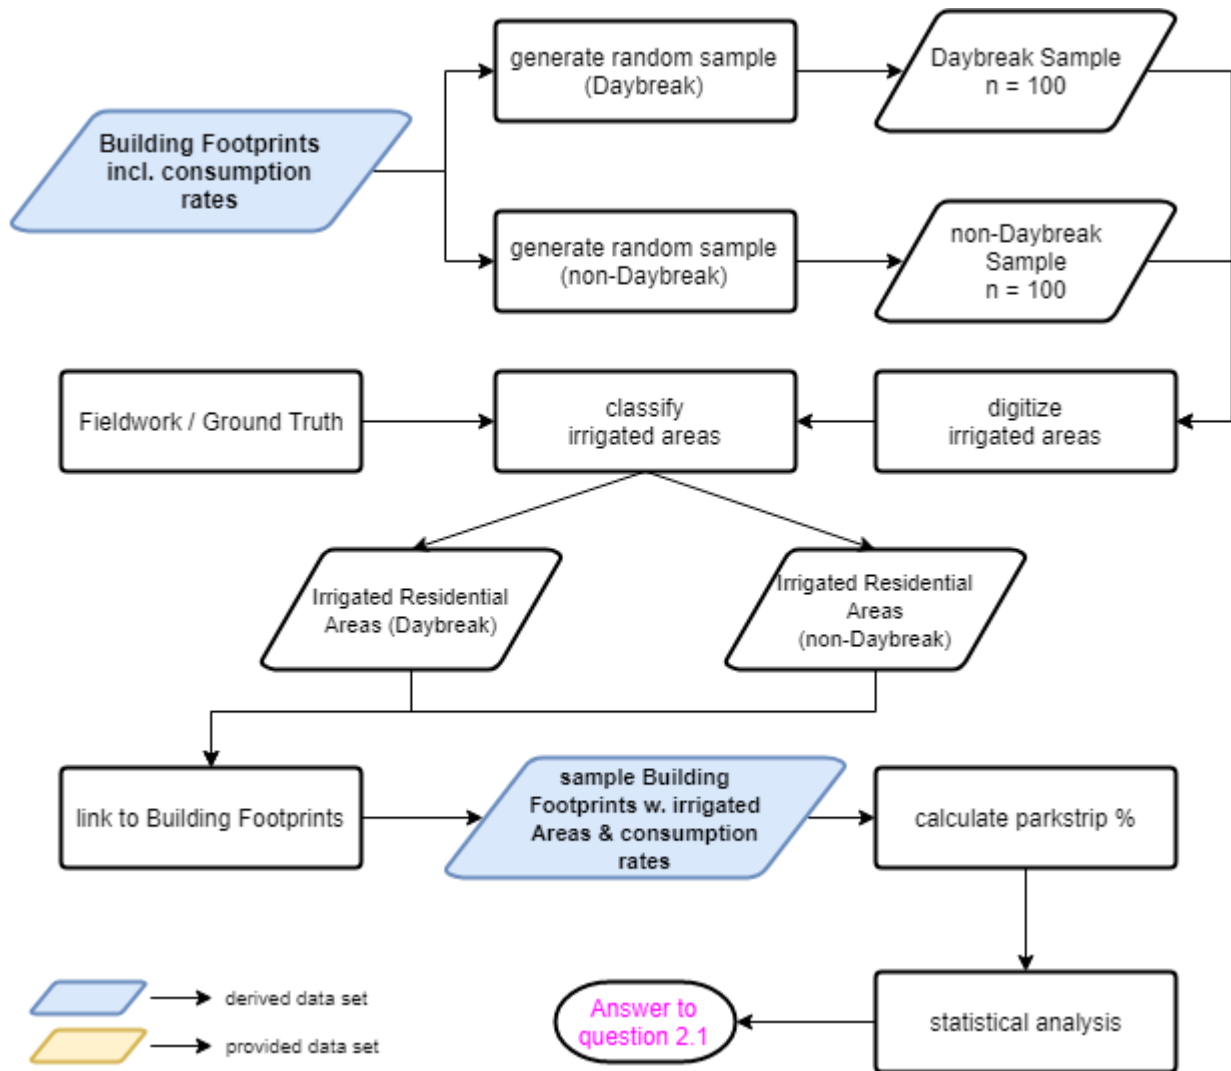 generate random sample
(Daybreak)
Daybreak Sample
n = 100
Building Footprints
incl. consumption
rates
generate random sample
(non-Daybreak)
non-Daybreak
Sample
n = 100
Fieldwork / Ground Truth
classify
irrigated areas
digitize
irrigated areas
Irrigated Residential
Areas (Daybreak)
Irrigated Residential
Areas
(non-Daybreak)
link to Building Footprints
sample Building
Footprints w. irrigated
Areas & consumption
rates
calculate parkstrip %
derived data set
provided data set
Answer to
question 2.1
statistical analysis